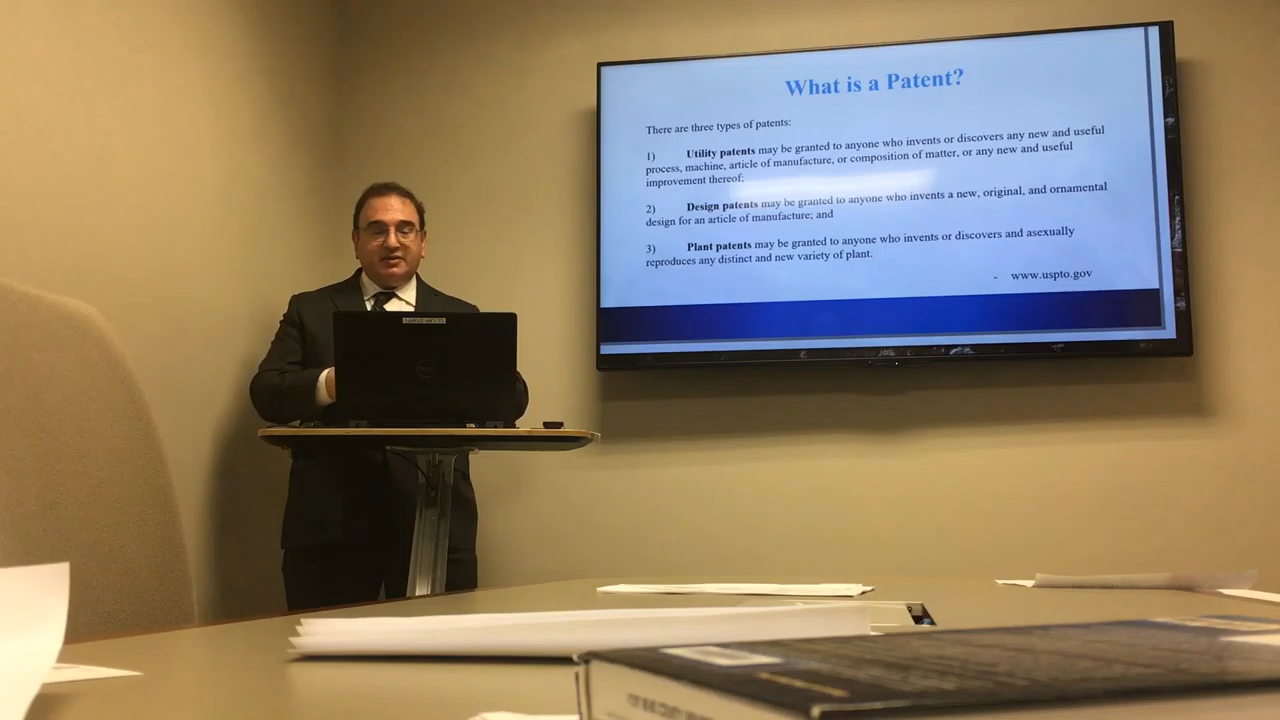 What is a Patent?
There are three types of patents:
1) Utility patents may be granted to anyone who invents or discovers any new and useful
process, machine, article of manufacture, or composition of matter, or any new and useful
improvement thereof;
2) Design patents may be granted to anyone who invents a new, original, and ornamental
design for an article of manufacture; and
3) Plant patents may be granted to anyone who invents or discovers and asexually
reproduces any distinct and new variety of plant.
- www.uspto.gov
DELL